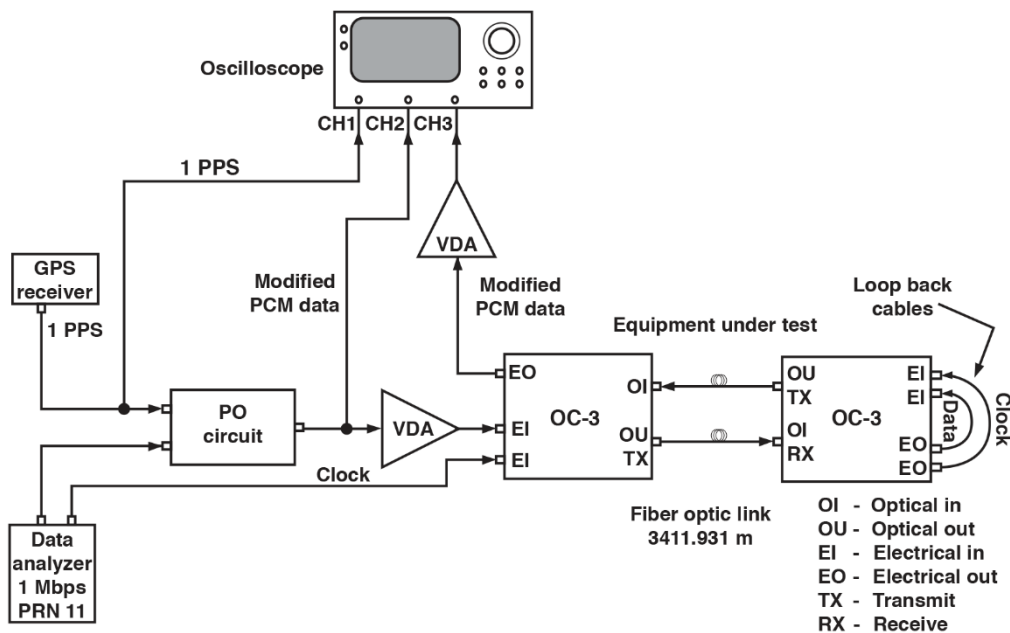 Oscilloscope
CH1
CH2
CH3
1 PPS
VDA
GPS
receiver
1 PPS
Modified
PCM data
Modified
PCM data
Loop back
cables
Equipment under test
PO
circuit
VDA
Clock
EO
EI
EI
OC-3
OI
OU
TX
OU
TX
OI
RX
OC-3
EI
EI
EO
EO
Data
Clock
Data
analyzer
1 Mbps
PRN 11
Fiber optic link
3411.931 m
OI - Optical in
OU - Optical out
EI - Electrical in
EO - Electrical out
TX - Transmit
RX - Receive